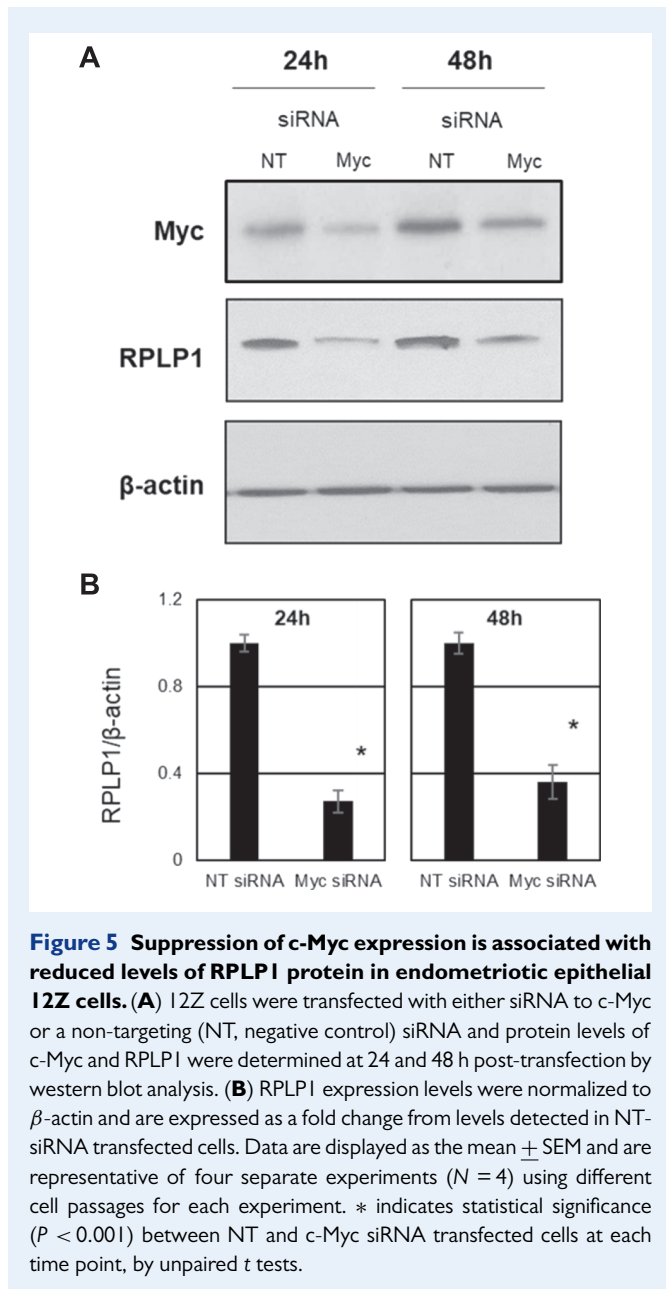 A
24h 48h
siRNA siRNA
NT Myc NT Myc
Myc
RPLP1
β-actin
B
1.2
0.8
0.4
0
RPLP1/β-actin
24h 48h
*
*
NT siRNA Myc siRNA NT siRNA Myc siRNA
Figure 5 Suppression of c-Myc expression is associated with
reduced levels of RPLP1 protein in endometriotic epithelial
12Z cells. (A) 12Z cells were transfected with either siRNA to c-Myc
or a non-targeting (NT, negative control) siRNA and protein levels of
c-Myc and RPLP1 were determined at 24 and 48 h post-transfection by
western blot analysis. (B) RPLP1 expression levels were normalized to
β-actin and are expressed as a fold change from levels detected in NT-
siRNA transfected cells. Data are displayed as the mean ± SEM and are
representative of four separate experiments (N = 4) using different
cell passages for each experiment. * indicates statistical significance
(P < 0.001) between NT and c-Myc siRNA transfected cells at each
time point, by unpaired t tests.